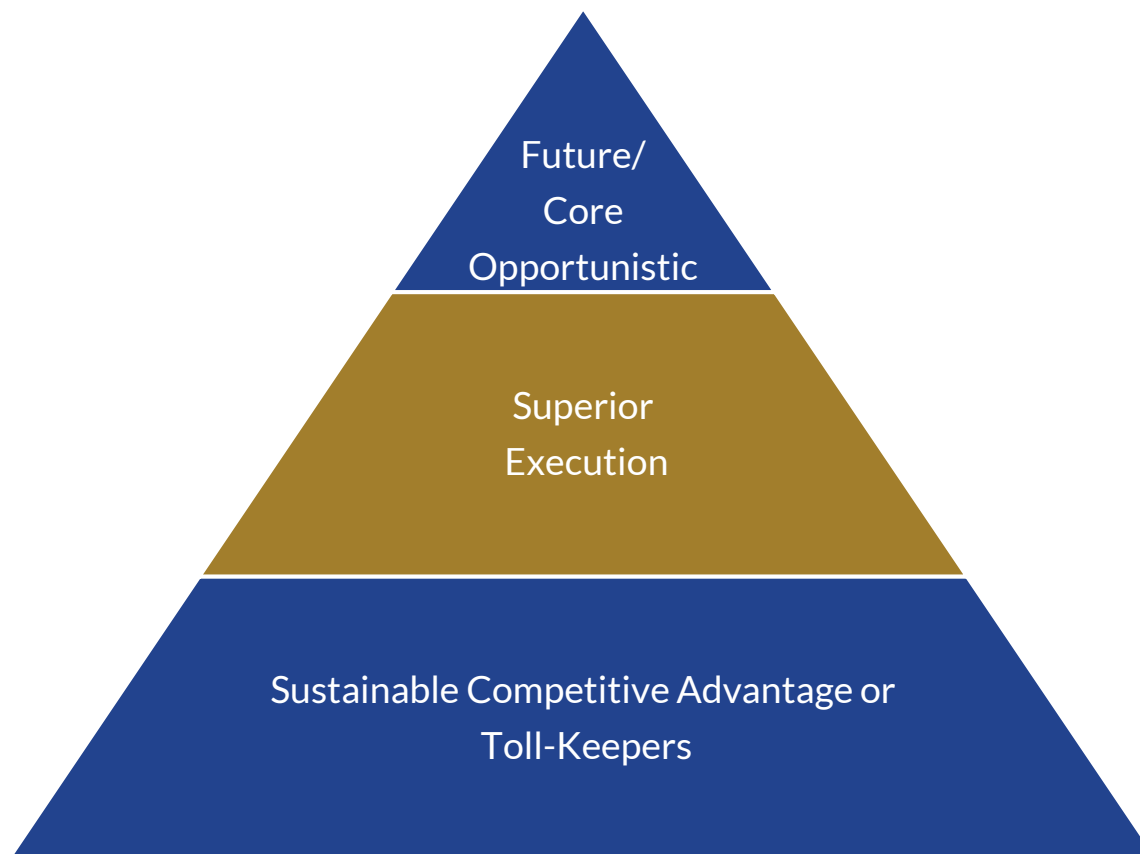 Future/
Core
Opportunistic
Superior
Execution
Sustainable Competitive Advantage or
Toll-Keepers